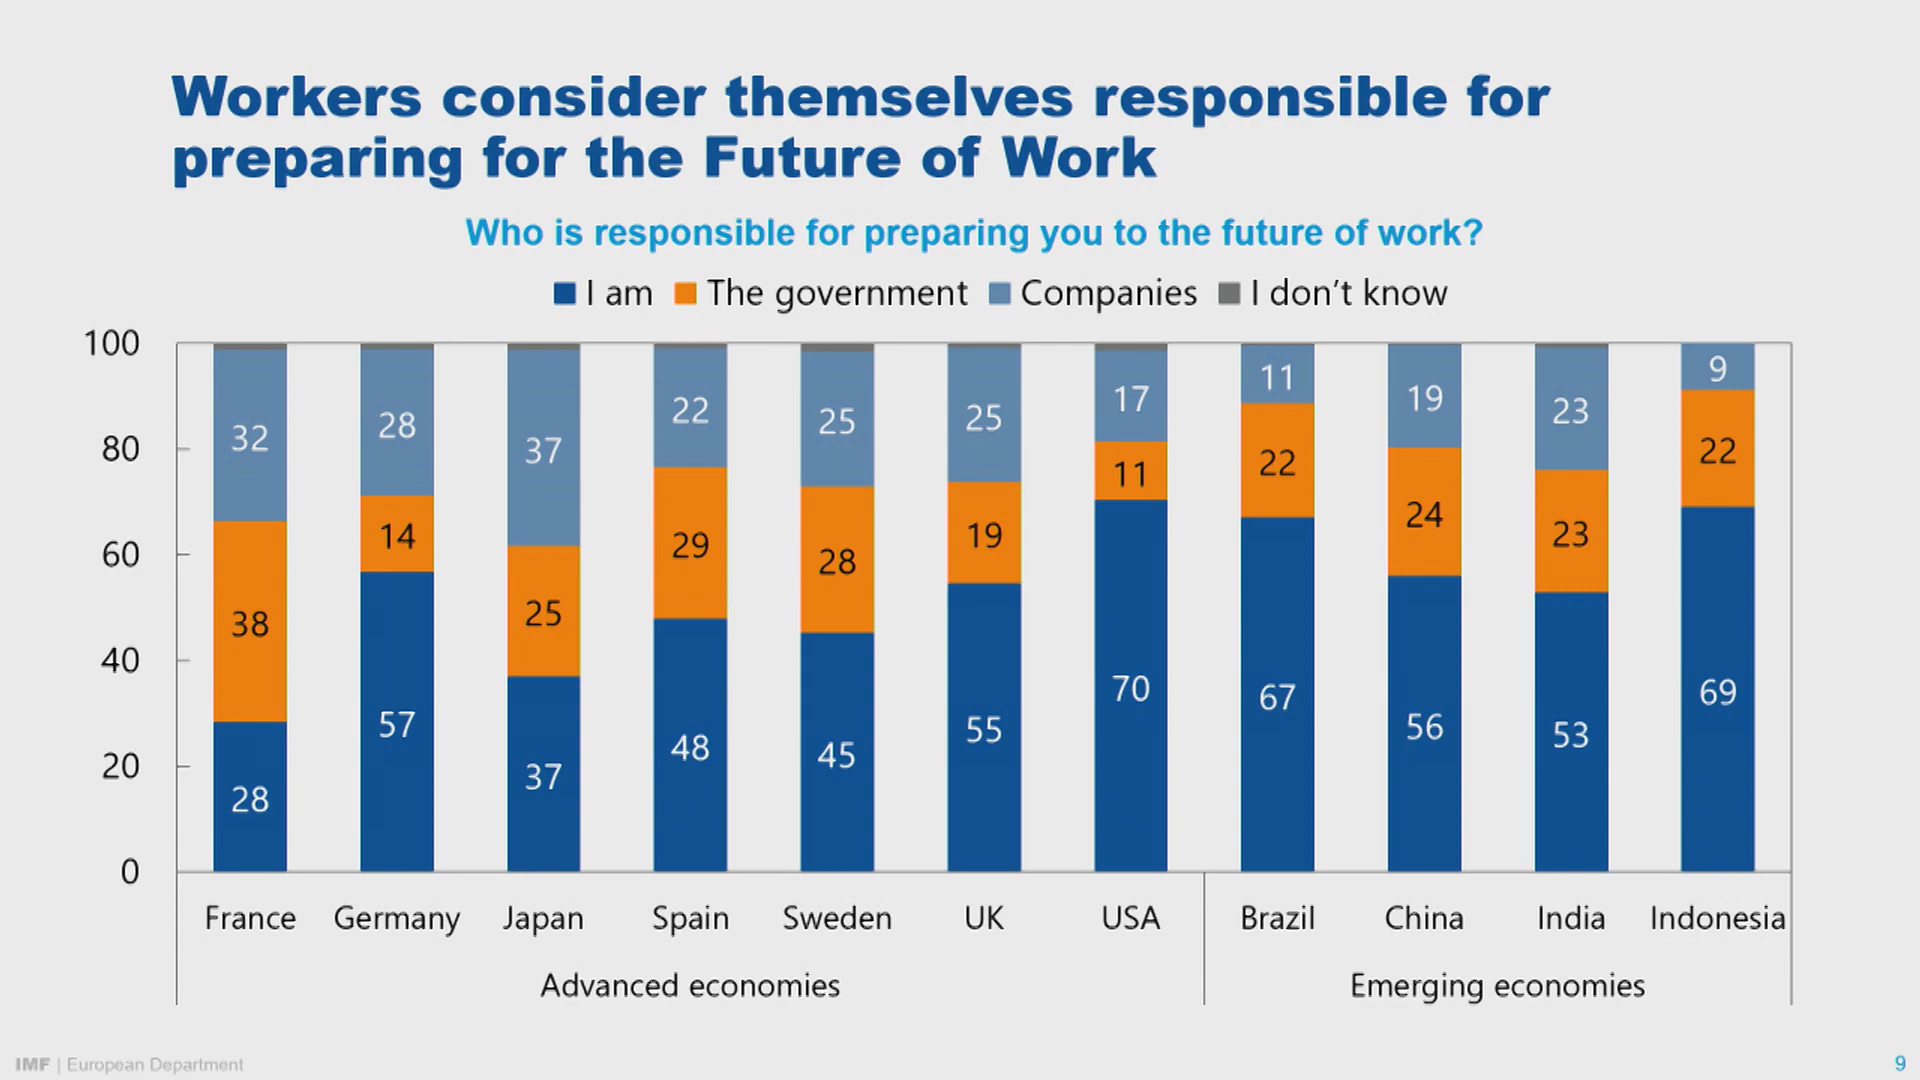 Workers consider themselves responsible for
preparing for the Future of Work
Who is responsible for preparing you to the future of work?
I am The government Companies I don't know
100
80
60
40
20
0
32 28 37 22 25 25 17 11 19 23 9
38 14 25 29 28 19 11 22 24 23 22
28 57 37 48 45 55 70 67 56 53 69
France Germany Japan Spain Sweden UK USA Brazil China India Indonesia
Advanced economies Emerging economies
IMF | European Department 9